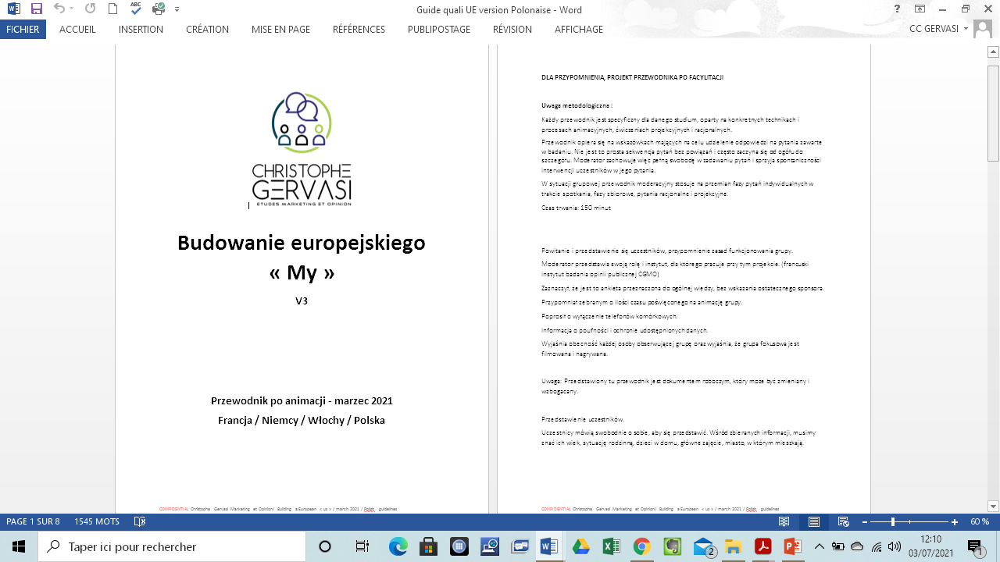 Guide quali UE version Polonaise - Word
FICHIER ACCUEIL INSERTION CRÉATION MISE EN PAGE RÉFÉRENCES PUBLIPOSTAGE RÉVISION AFFICHAGE CC GERVASI
CHRISTOPHE
GERVASI
ETUDES MARKETING ET OPINION
Budowanie europejskiego
« My »
V3
Przewodnik po animacji - marzec 2021
Francja / Niemcy / Włochy / Polska
CONFIDENTIAL Christophe Gervasi Marketing et Opinion/ Building a European « us » / march 2021 / Polish guidelines
DLA PRZYPOMNIENIA, PROJEKT PRZEWODNIKA PO FACYLITACJI
Uwaga metodologiczna :
Każdy przewodnik jest specyficzny dla danego studium, oparty na konkretnych technikach i
procesach animacyjnych, ćwiczeniach projekcyjnych i racjonalnych.
Przewodnik opiera się na wskazówkach mających na celu udzielenie odpowiedzi na pytania zawarte
w badaniu. Nie jest to prosta sekwencja pytań bez powiązań i często zaczyna się od ogółu do
szczegółu. Moderator zachowuje więc pełną swobodę w zadawaniu pytań i sprzyja spontaniczności
interwencji uczestników w jego pytania.
W sytuacji grupowej przewodnik moderacyjny stosuje na przemian fazy pytań indywidualnych w
trakcie spotkania, fazy zbiorowe, pytania racjonalne i projekcyjne.
Czas trwania: 150 minut
Powitanie i przedstawienie się uczestników, przypomnienie zasad funkcjonowania grupy.
Moderator przedstawia swoją rolę i instytut, dla którego pracuje przy tym projekcie. (francuski
instytut badania opinii publicznej CGMO)
Zaznaczył, że jest to ankieta przeznaczona do ogólnej wiedzy, bez wskazania ostatecznego sponsora.
Przypomniał zebranym o ilości czasu poświęconego na animację grupy.
Poprosił o wyłączenie telefonów komórkowych.
Informacja o poufności i ochronie udostępnionych danych.
Wyjaśnia obecność każdej osoby obserwującej grupę oraz wyjaśnia, że grupa fokusowa jest
filmowana i nagrywana.
Uwaga: Przedstawiony tu przewodnik jest dokumentem roboczym, który może być zmieniany i
wzbogacany.
Przedstawienie uczestników.
Uczestnicy mówią swobodnie o sobie, aby się przedstawić. Wśród zbieranych informacji, musimy
znać ich wiek, sytuację rodzinną, dzieci w domu, główne zajęcie, miasto, w którym mieszkają.
CONFIDENTIAL Christophe Gervasi Marketing et Opinion/ Building a European « us » / march 2021 / Polish guidelines
PAGE 1 SUR 8 1545 MOTS 60 %
Taper ici pour rechercher
2
12:10
03/07/2021
1